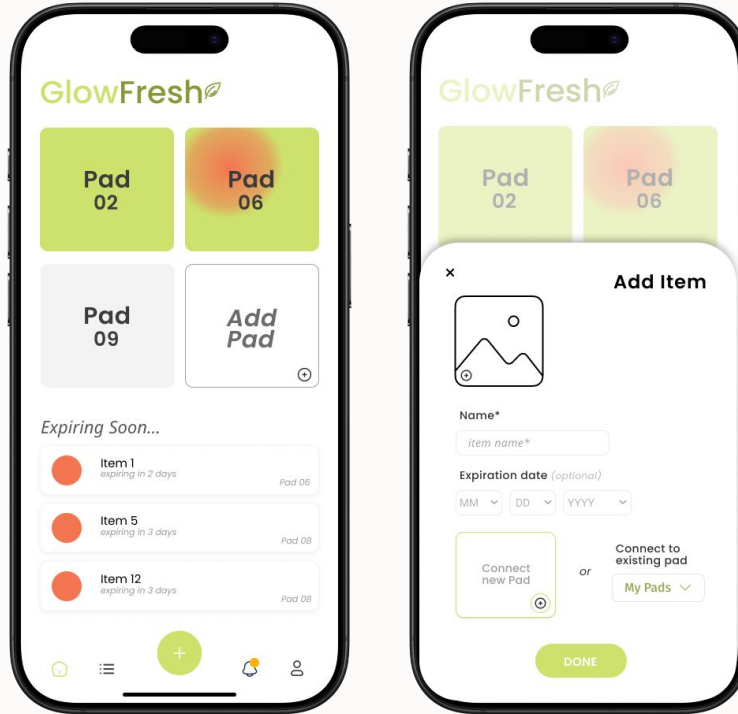 GlowFresh
Pad
02
Pad
06
Pad
09
Add
Pad
Expiring Soon...
Item 1
expiring in 2 days
Pad 06
Item 5
expiring in 3 days
Pad 08
Item 12
expiring in 3 days
Pad 08
GlowFresh
Pad
02
Pad
06
Add Item
Name*
item name*
Expiration date (optional)
MM
DD
YYYY
Connect
new Pad
or
Connect to
existing pad
My Pads
DONE